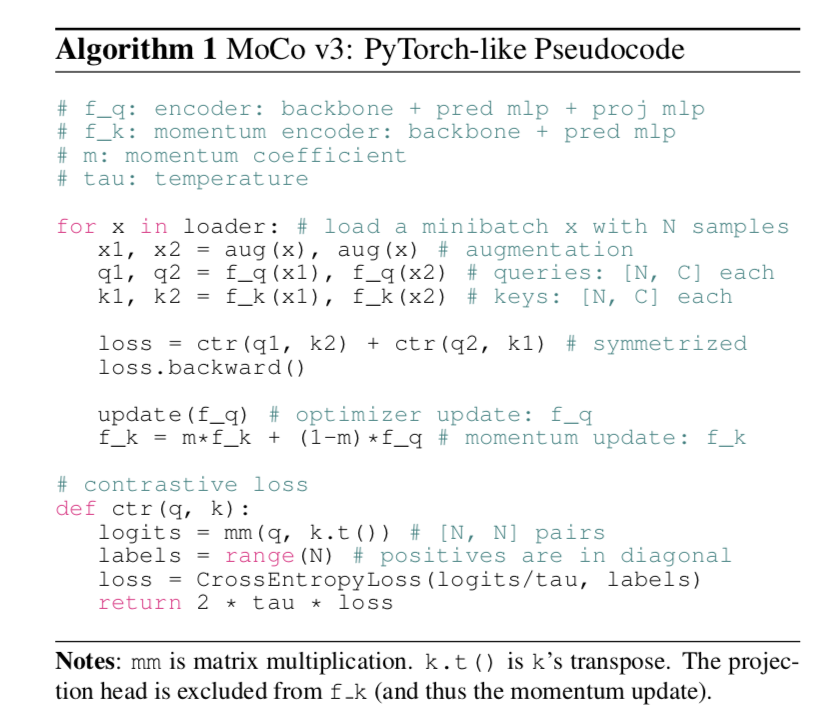 Algorithm 1 MoCo v3: PyTorch-like Pseudocode
# f_q: encoder: backbone + pred mlp + proj mlp
# f_k: momentum encoder: backbone + pred mlp
# m: momentum coefficient
# tau: temperature
for x in loader: # load a minibatch x with N samples
   x1, x2 = aug(x), aug(x) # augmentation
   q1, q2 = f_q(x1), f_q(x2) # queries: [N, C] each
   k1, k2 = f_k(x1), f_k(x2) # keys: [N, C] each
   loss = ctr(q1, k2) + ctr(q2, k1) # symmetrized
   loss.backward()
   update(f_q) # optimizer update: f_q
   f_k = m*f_k + (1-m)*f_q # momentum update: f_k
# contrastive loss
def ctr(q, k):
   logits = mm(q, k.t()) # [N, N] pairs
   labels = range(N) # positives are in diagonal
   loss = CrossEntropyLoss(logits/tau, labels)
   return 2 * tau * loss
Notes: mm is matrix multiplication. k.t() is k's transpose. The projec-
tion head is excluded from f_k (and thus the momentum update).